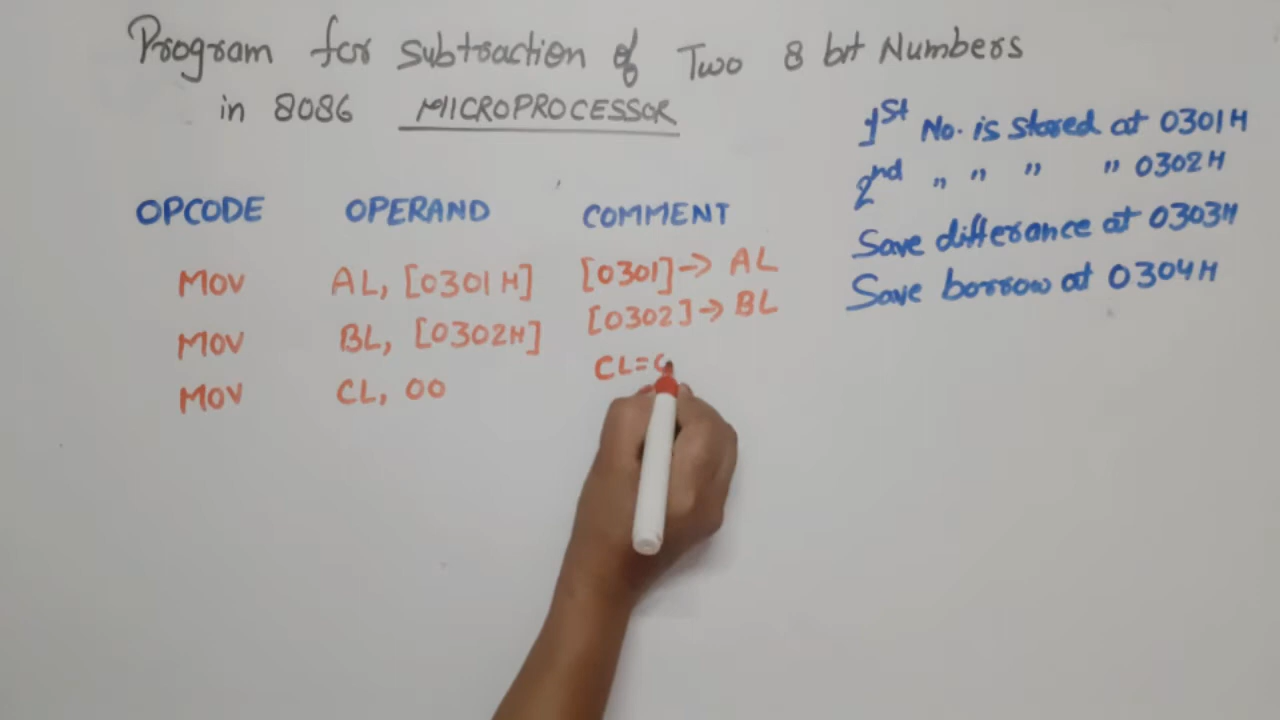 Program for Subtraction of Two 8 bit Numbers
in 8086 MICROPROCESSOR
1st No. is stored at 0301H
2nd " " " " 0302H
Save differance at 0303H
Save borrow at 0304H
OPCODE OPERAND COMMENT
MOV AL, [0301H] [0301]→ AL
MOV BL, [0302H] [0302]→ BL
MOV CL, 00 CL=